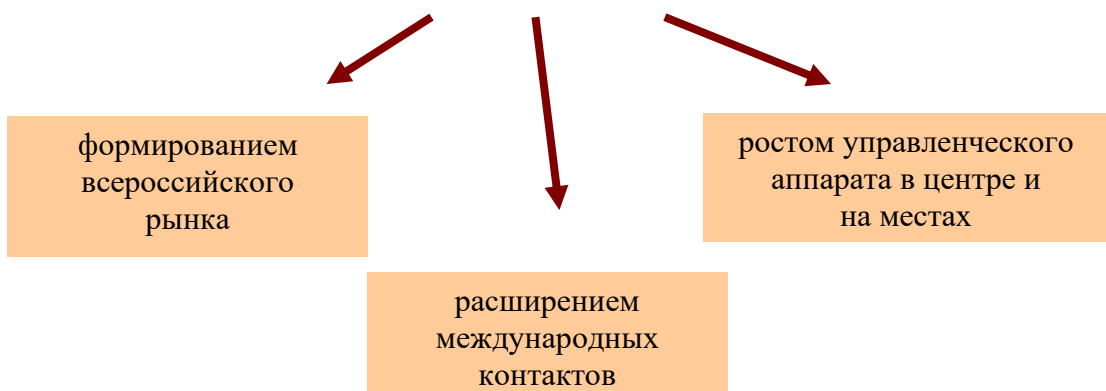 формированием
всероссийского
рынка
ростом управленческого
аппарата в центре и
на местах
расширением
международных
контактов